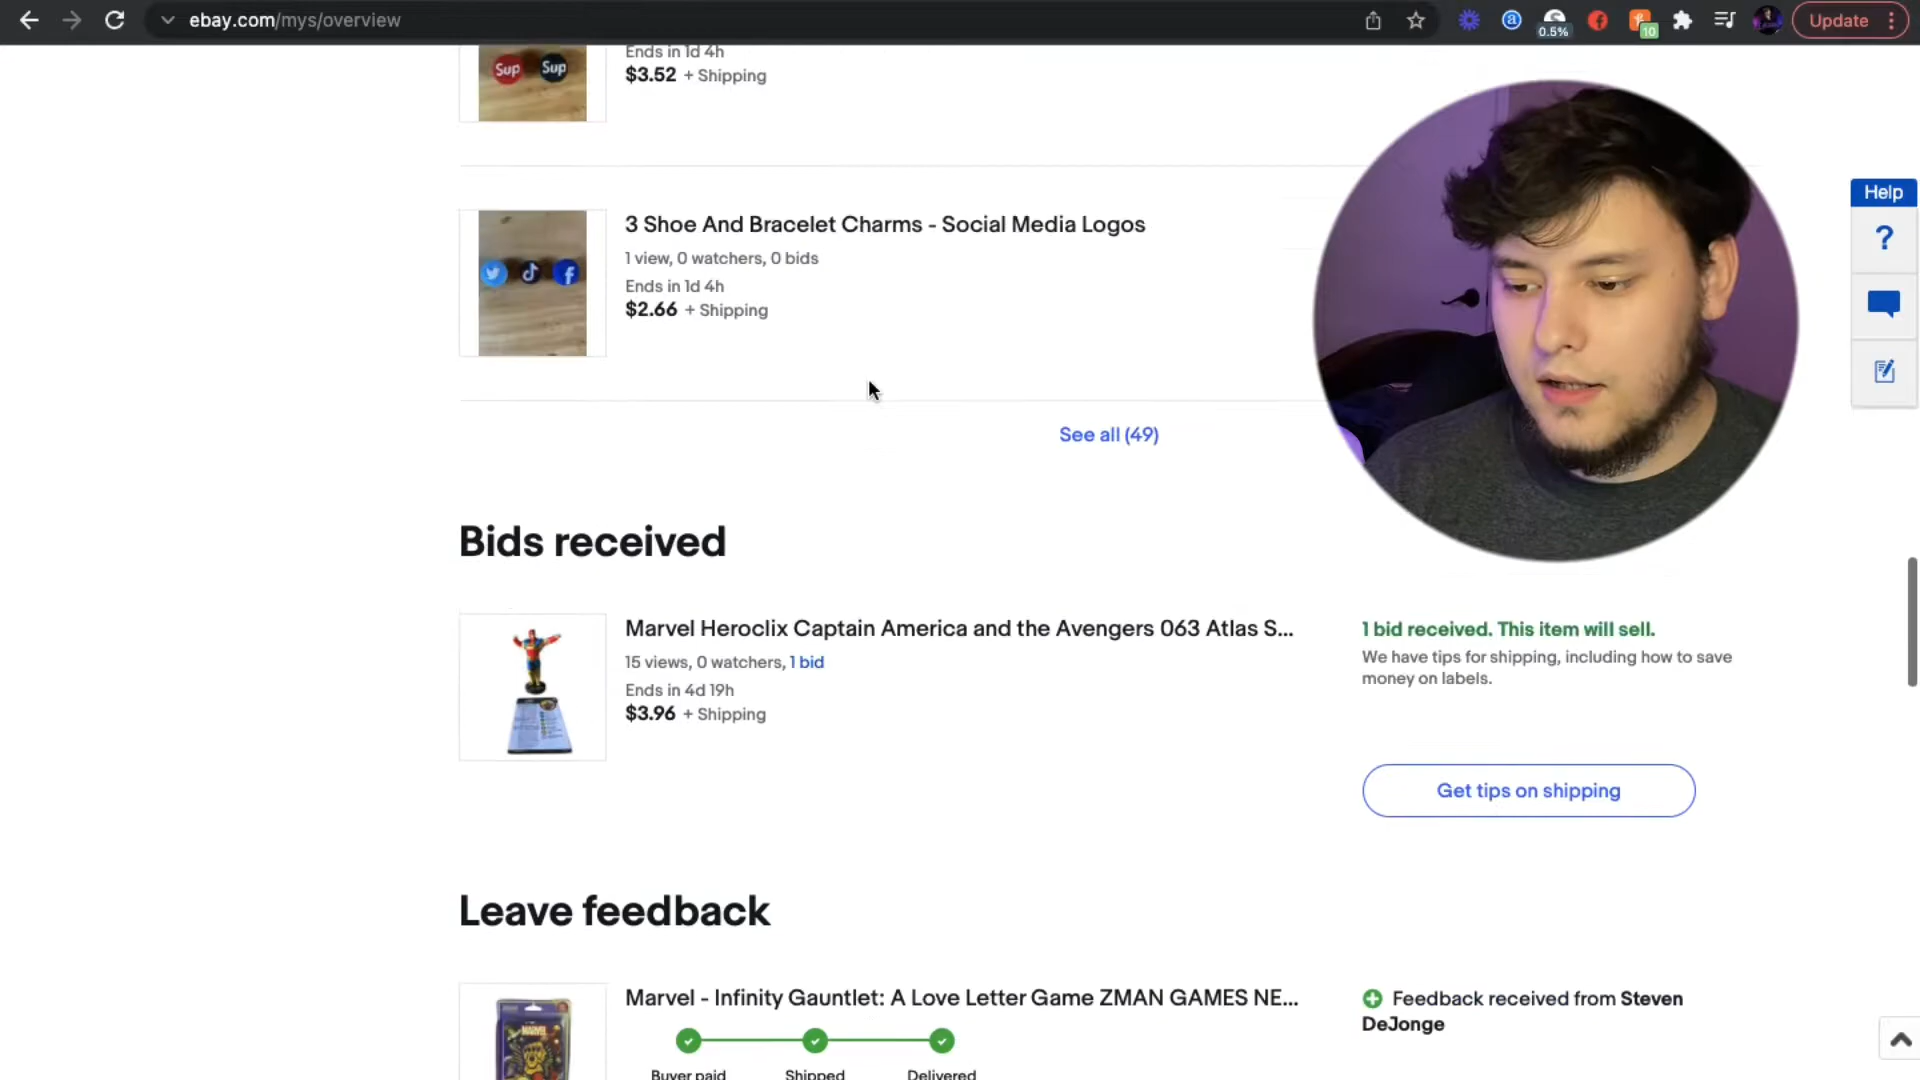 ebay.com/mys/overview
0.5%
10
Update
Ends in 1d 4h
$3.52 + Shipping
Sup
Sup
Help
?
3 Shoe And Bracelet Charms - Social Media Logos
1 view, 0 watchers, 0 bids
Ends in 1d 4h
$2.66 + Shipping
See all (49)
Bids received
Marvel Heroclix Captain America and the Avengers 063 Atlas S...
15 views, 0 watchers, 1 bid
Ends in 4d 19h
$3.96 + Shipping
1 bid received. This item will sell.
We have tips for shipping, including how to save
money on labels.
Get tips on shipping
Leave feedback
Marvel - Infinity Gauntlet: A Love Letter Game ZMAN GAMES NE...
MARVEL
Buyer paid
Shipped
Delivered
Feedback received from Steven
DeJonge